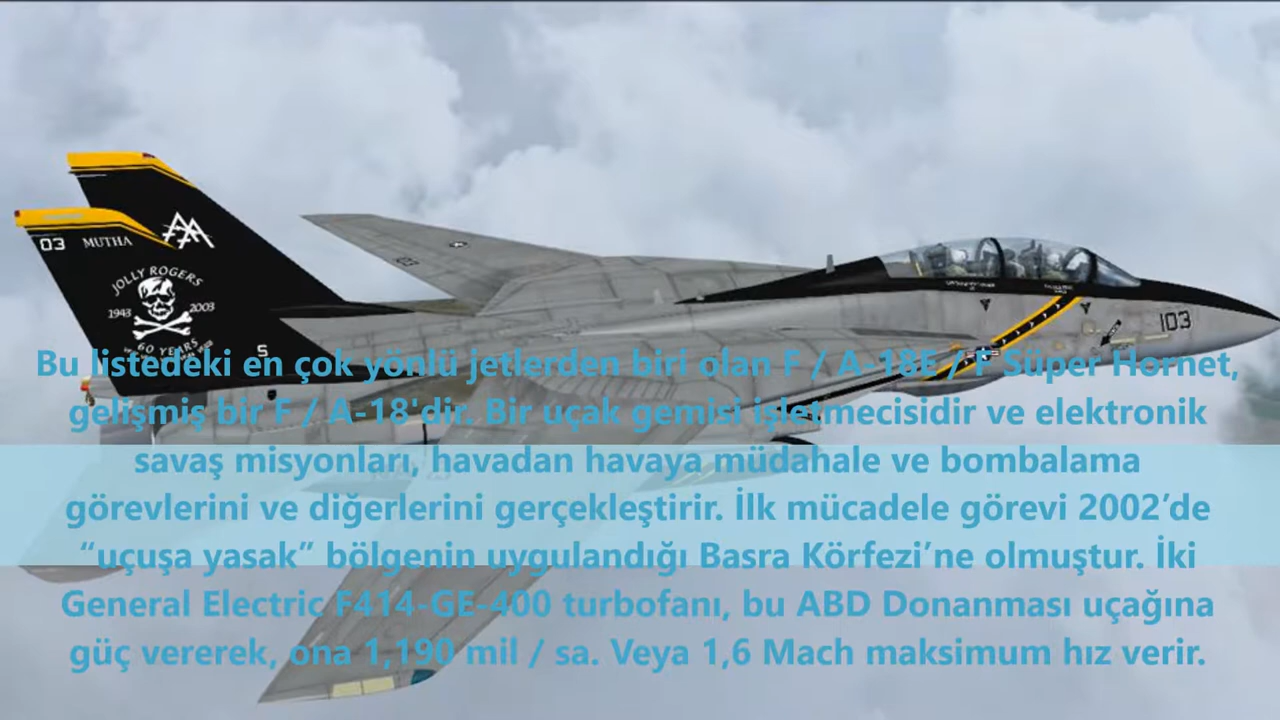 03 MUTHA
JOLLY ROGERS
1943 2003
60 YEARS
5
103
103
Bu listedeki en çok yönlü jetlerden biri olan F / A-18E / F Süper Hornet,
gelişmiş bir F / A-18'dir. Bir uçak gemisi işletmecisidir ve elektronik
savaş misyonları, havadan havaya müdahale ve bombalama
görevlerini ve diğerlerini gerçekleştirir. İlk mücadele görevi 2002’de
“uçuşa yasak” bölgenin uygulandığı Basra Körfezi’ne olmuştur. İki
General Electric F414-GE-400 turbofanı, bu ABD Donanması uçağına
güç vererek, ona 1,190 mil / sa. Veya 1,6 Mach maksimum hız verir.